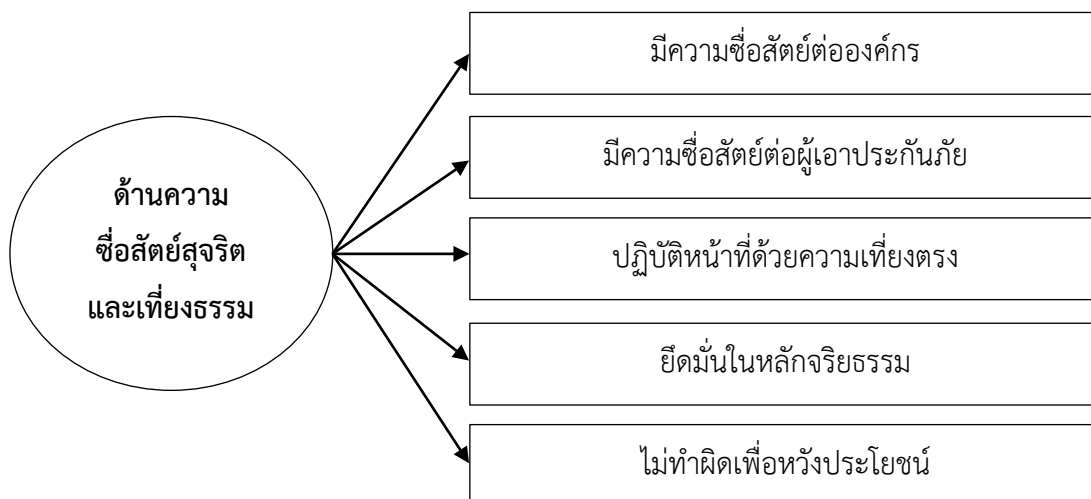 ด้านความ
ซื่อสัตย์สุจริต
และเที่ยงธรรม
มีความซื่อสัตย์ต่อองค์กร
มีความซื่อสัตย์ต่อผู้เอาประกันภัย
ปฏิบัติหน้าที่ด้วยความเที่ยงตรง
ยึดมั่นในหลักจริยธรรม
ไม่ทำผิดเพื่อหวังประโยชน์